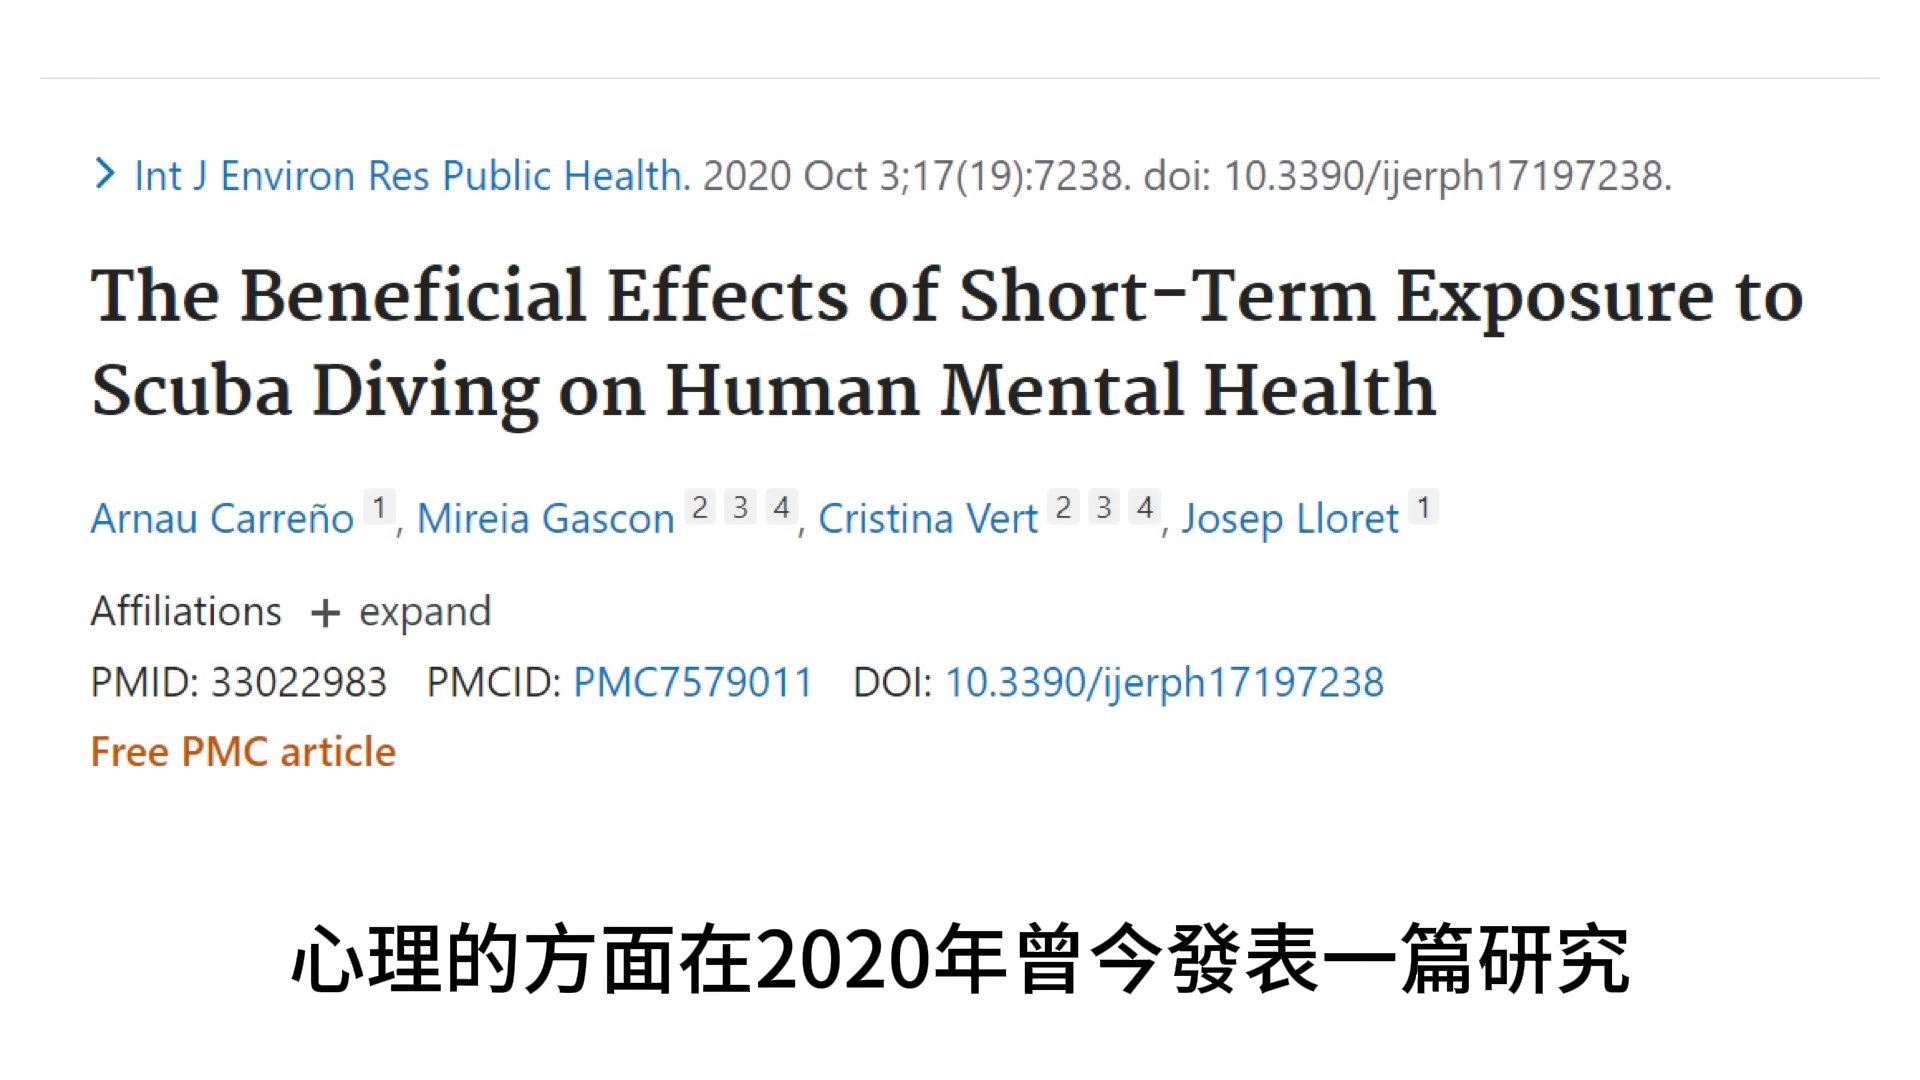 > Int J Environ Res Public Health. 2020 Oct 3;17(19):7238. doi: 10.3390/ijerph17197238.
The Beneficial Effects of Short-Term Exposure to
Scuba Diving on Human Mental Health
Arnau Carreño 1, Mireia Gascon 2 3 4, Cristina Vert 2 3 4, Josep Lloret 1
Affiliations + expand
PMID: 33022983 PMCID: PMC7579011 DOI: 10.3390/ijerph17197238
Free PMC article
心理的方面在2020年曾今發表一篇研究